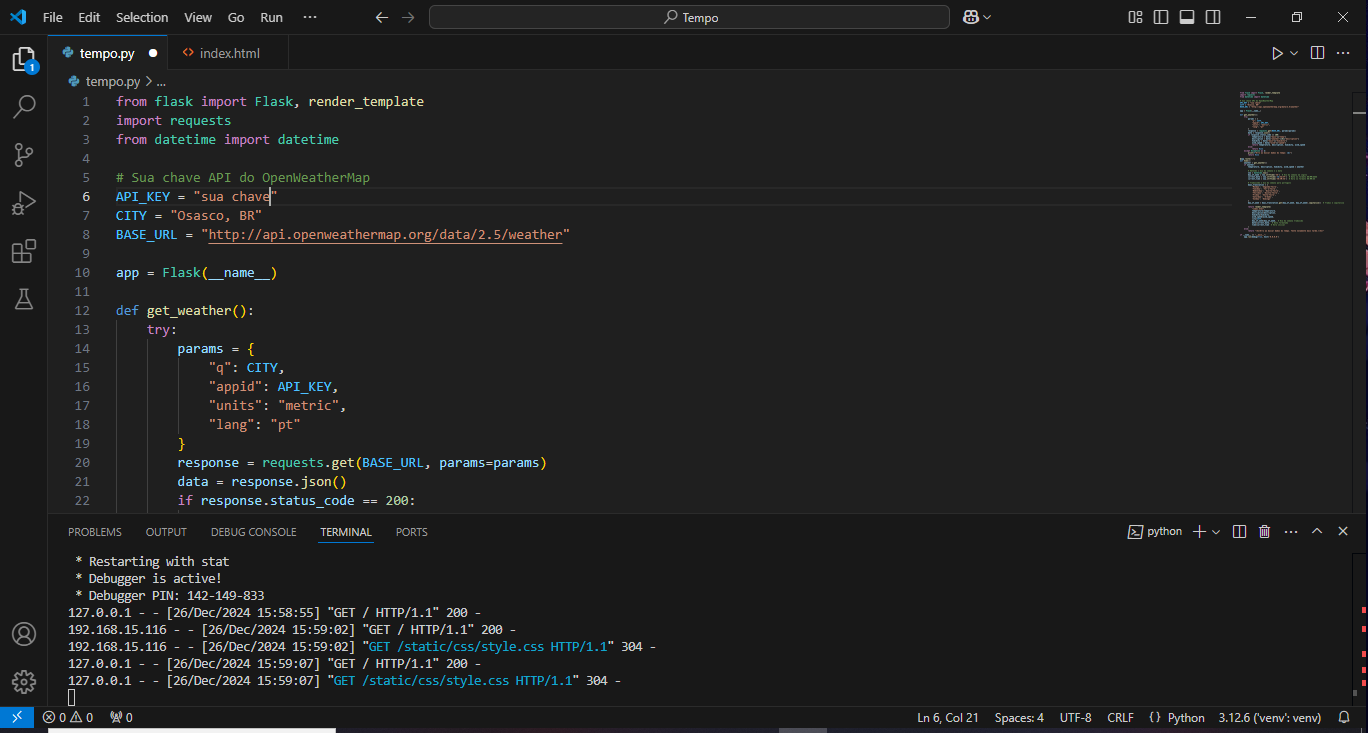 File Edit Selection View Go Run ··· Tempo
1
tempo.py index.html
tempo.py > ...
1 from flask import Flask, render_template
2 import requests
3 from datetime import datetime
4
5 # Sua chave API do OpenWeatherMap
6 API_KEY = "sua chave"
7 CITY = "Osasco, BR"
8 BASE_URL = "http://api.openweathermap.org/data/2.5/weather"
9
10 app = Flask(__name__)
11
12 def get_weather():
13 try:
14 params = {
15 "q": CITY,
16 "appid": API_KEY,
17 "units": "metric",
18 "lang": "pt"
19 }
20 response = requests.get(BASE_URL, params=params)
21 data = response.json()
22 if response.status_code == 200:
PROBLEMS OUTPUT DEBUG CONSOLE TERMINAL PORTS python
* Restarting with stat
* Debugger is active!
* Debugger PIN: 142-149-833
127.0.0.1 - - [26/Dec/2024 15:58:55] "GET / HTTP/1.1" 200 -
192.168.15.116 - - [26/Dec/2024 15:59:02] "GET / HTTP/1.1" 200 -
192.168.15.116 - - [26/Dec/2024 15:59:02] "GET /static/css/style.css HTTP/1.1" 304 -
127.0.0.1 - - [26/Dec/2024 15:59:07] "GET / HTTP/1.1" 200 -
127.0.0.1 - - [26/Dec/2024 15:59:07] "GET /static/css/style.css HTTP/1.1" 304 -
0 0 0 Ln 6, Col 21 Spaces: 4 UTF-8 CRLF {} Python 3.12.6 ('venv': venv)